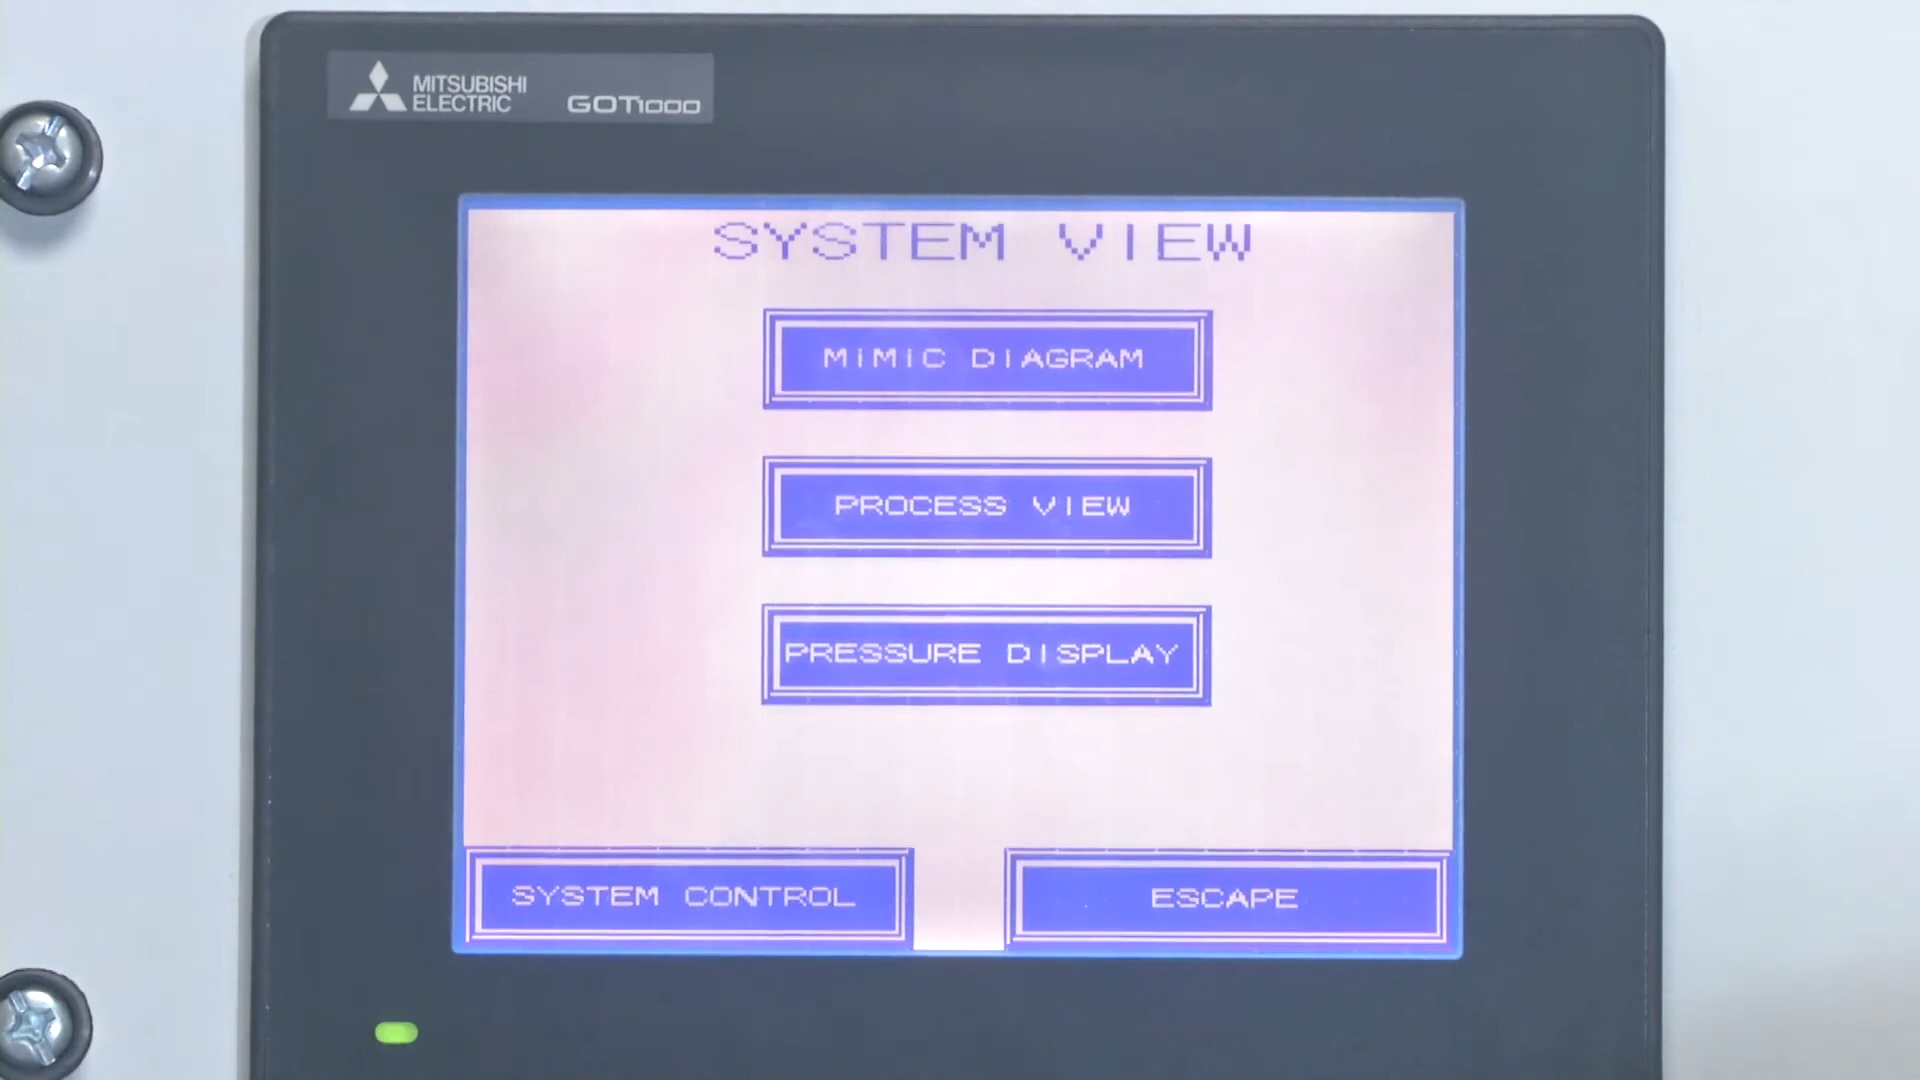 MITSUBISHI
ELECTRIC GOT1000
SYSTEM VIEW
MIMIC DIAGRAM
PROCESS VIEW
PRESSURE DISPLAY
SYSTEM CONTROL
ESCAPE